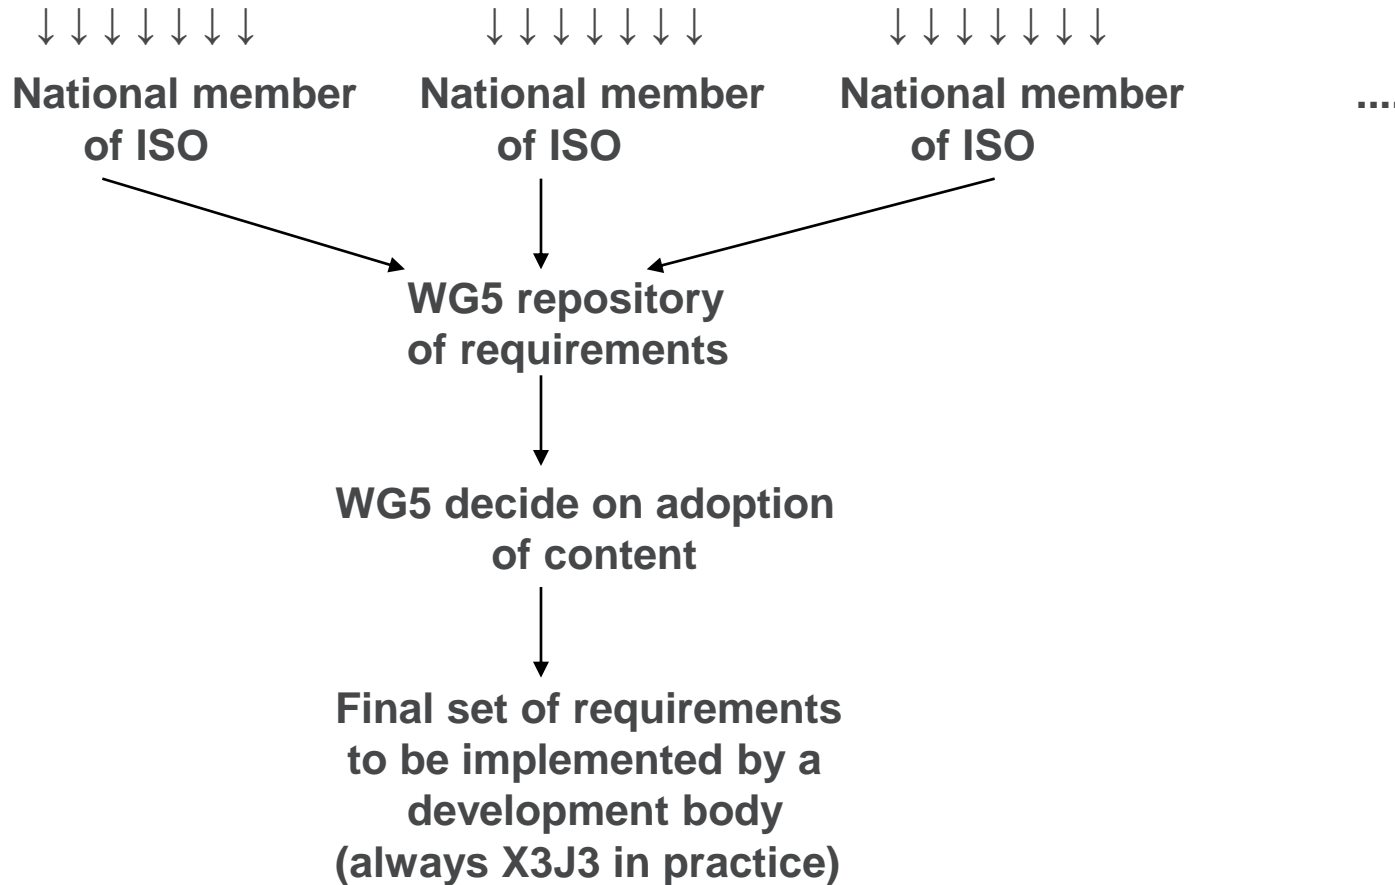 ↓ ↓ ↓ ↓ ↓ ↓ ↓ ↓ ↓ ↓ ↓ ↓ ↓ ↓ ↓ ↓ ↓ ↓ ↓ ↓ ↓
National member National member National member ....
of ISO of ISO of ISO
WG5 repository
of requirements
WG5 decide on adoption
of content
Final set of requirements
to be implemented by a
development body
(always X3J3 in practice)